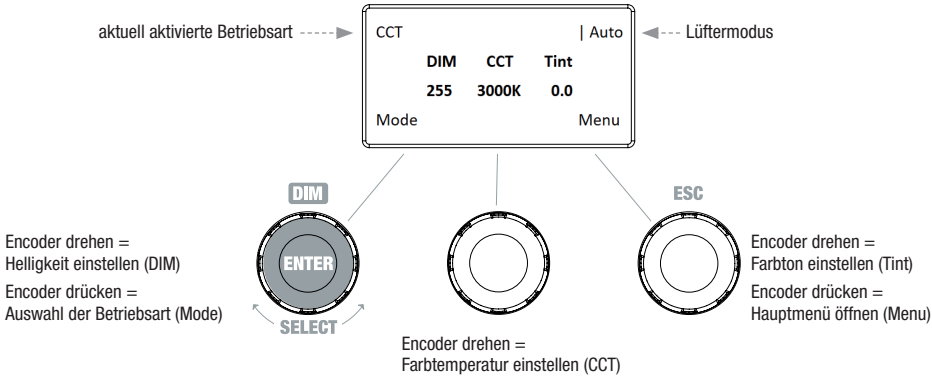 aktuell aktivierte Betriebsart
CCT | Auto
Lüftermodus
DIM CCT Tint
255 3000K 0.0
Mode Menu
DIM
ESC
ENTER
SELECT
Encoder drehen =
Helligkeit einstellen (DIM)
Encoder drücken =
Auswahl der Betriebsart (Mode)
Encoder drehen =
Farbtemperatur einstellen (CCT)
Encoder drehen =
Farbton einstellen (Tint)
Encoder drücken =
Hauptmenü öffnen (Menu)